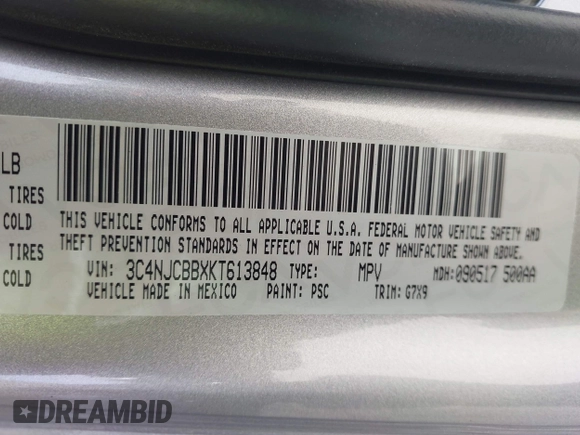 LB
TIRES
COLD
TIRES
COLD
THIS VEHICLE CONFORMS TO ALL APPLICABLE U.S.A. FEDERAL MOTOR VEHICLE SAFETY AND
THEFT PREVENTION STANDARDS IN EFFECT ON THE DATE OF MANUFACTURE SHOWN ABOVE.
VIN: 3C4NJCBBXKT613848 TYPE: MPV MDH: 090517 500AA
VEHICLE MADE IN MEXICO PAINT: PSC TRIM: G7X9
DREAMBID